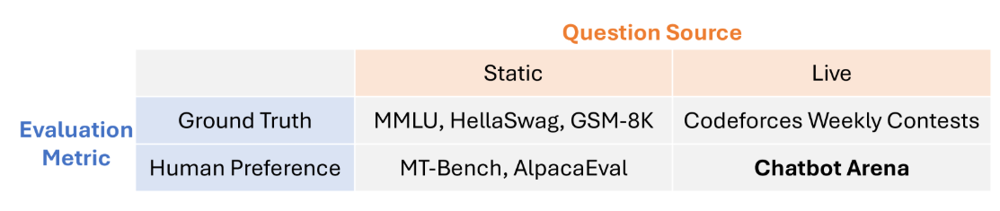 Question Source
Static Live
Evaluation Metric
Ground Truth MMLU, HellaSwag, GSM-8K Codeforces Weekly Contests
Human Preference MT-Bench, AlpacaEval Chatbot Arena